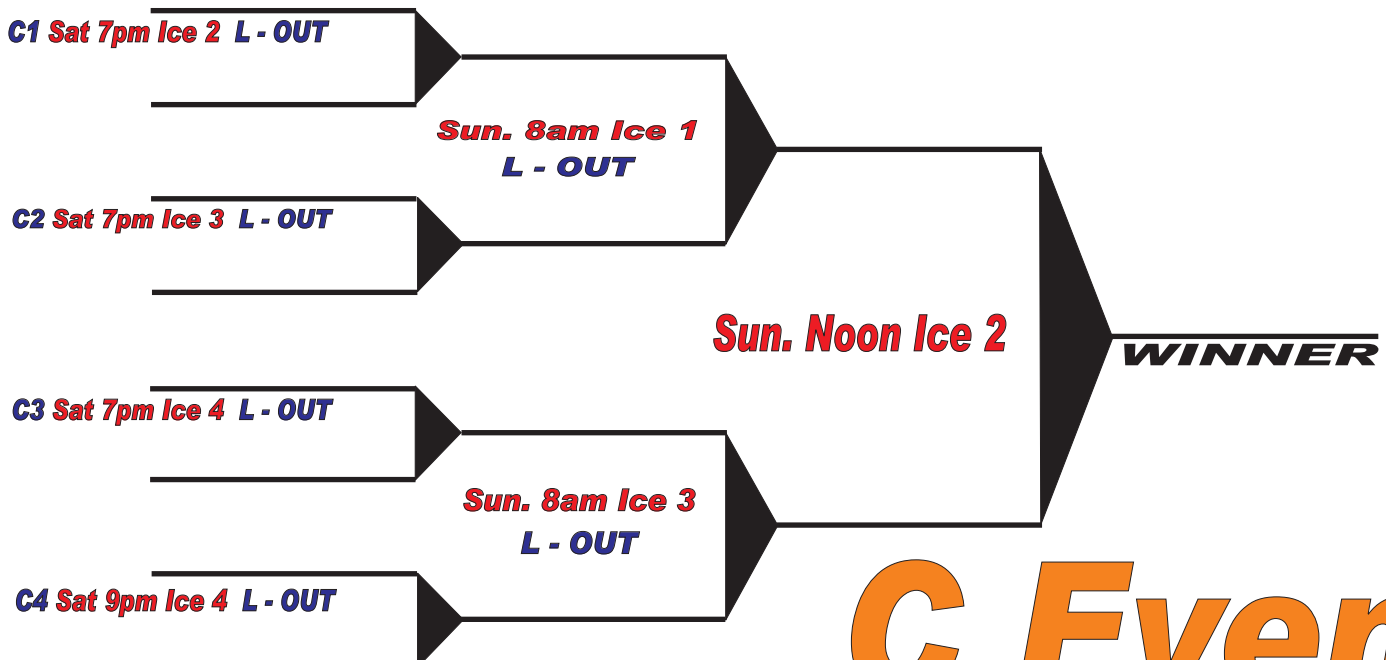 C1 Sat 7pm Ice 2 L - OUT
Sun. 8am Ice 1
L - OUT
C2 Sat 7pm Ice 3 L - OUT
Sun. Noon Ice 2
WINNER
C3 Sat 7pm Ice 4 L - OUT
Sun. 8am Ice 3
L - OUT
C4 Sat 9pm Ice 4 L - OUT
C